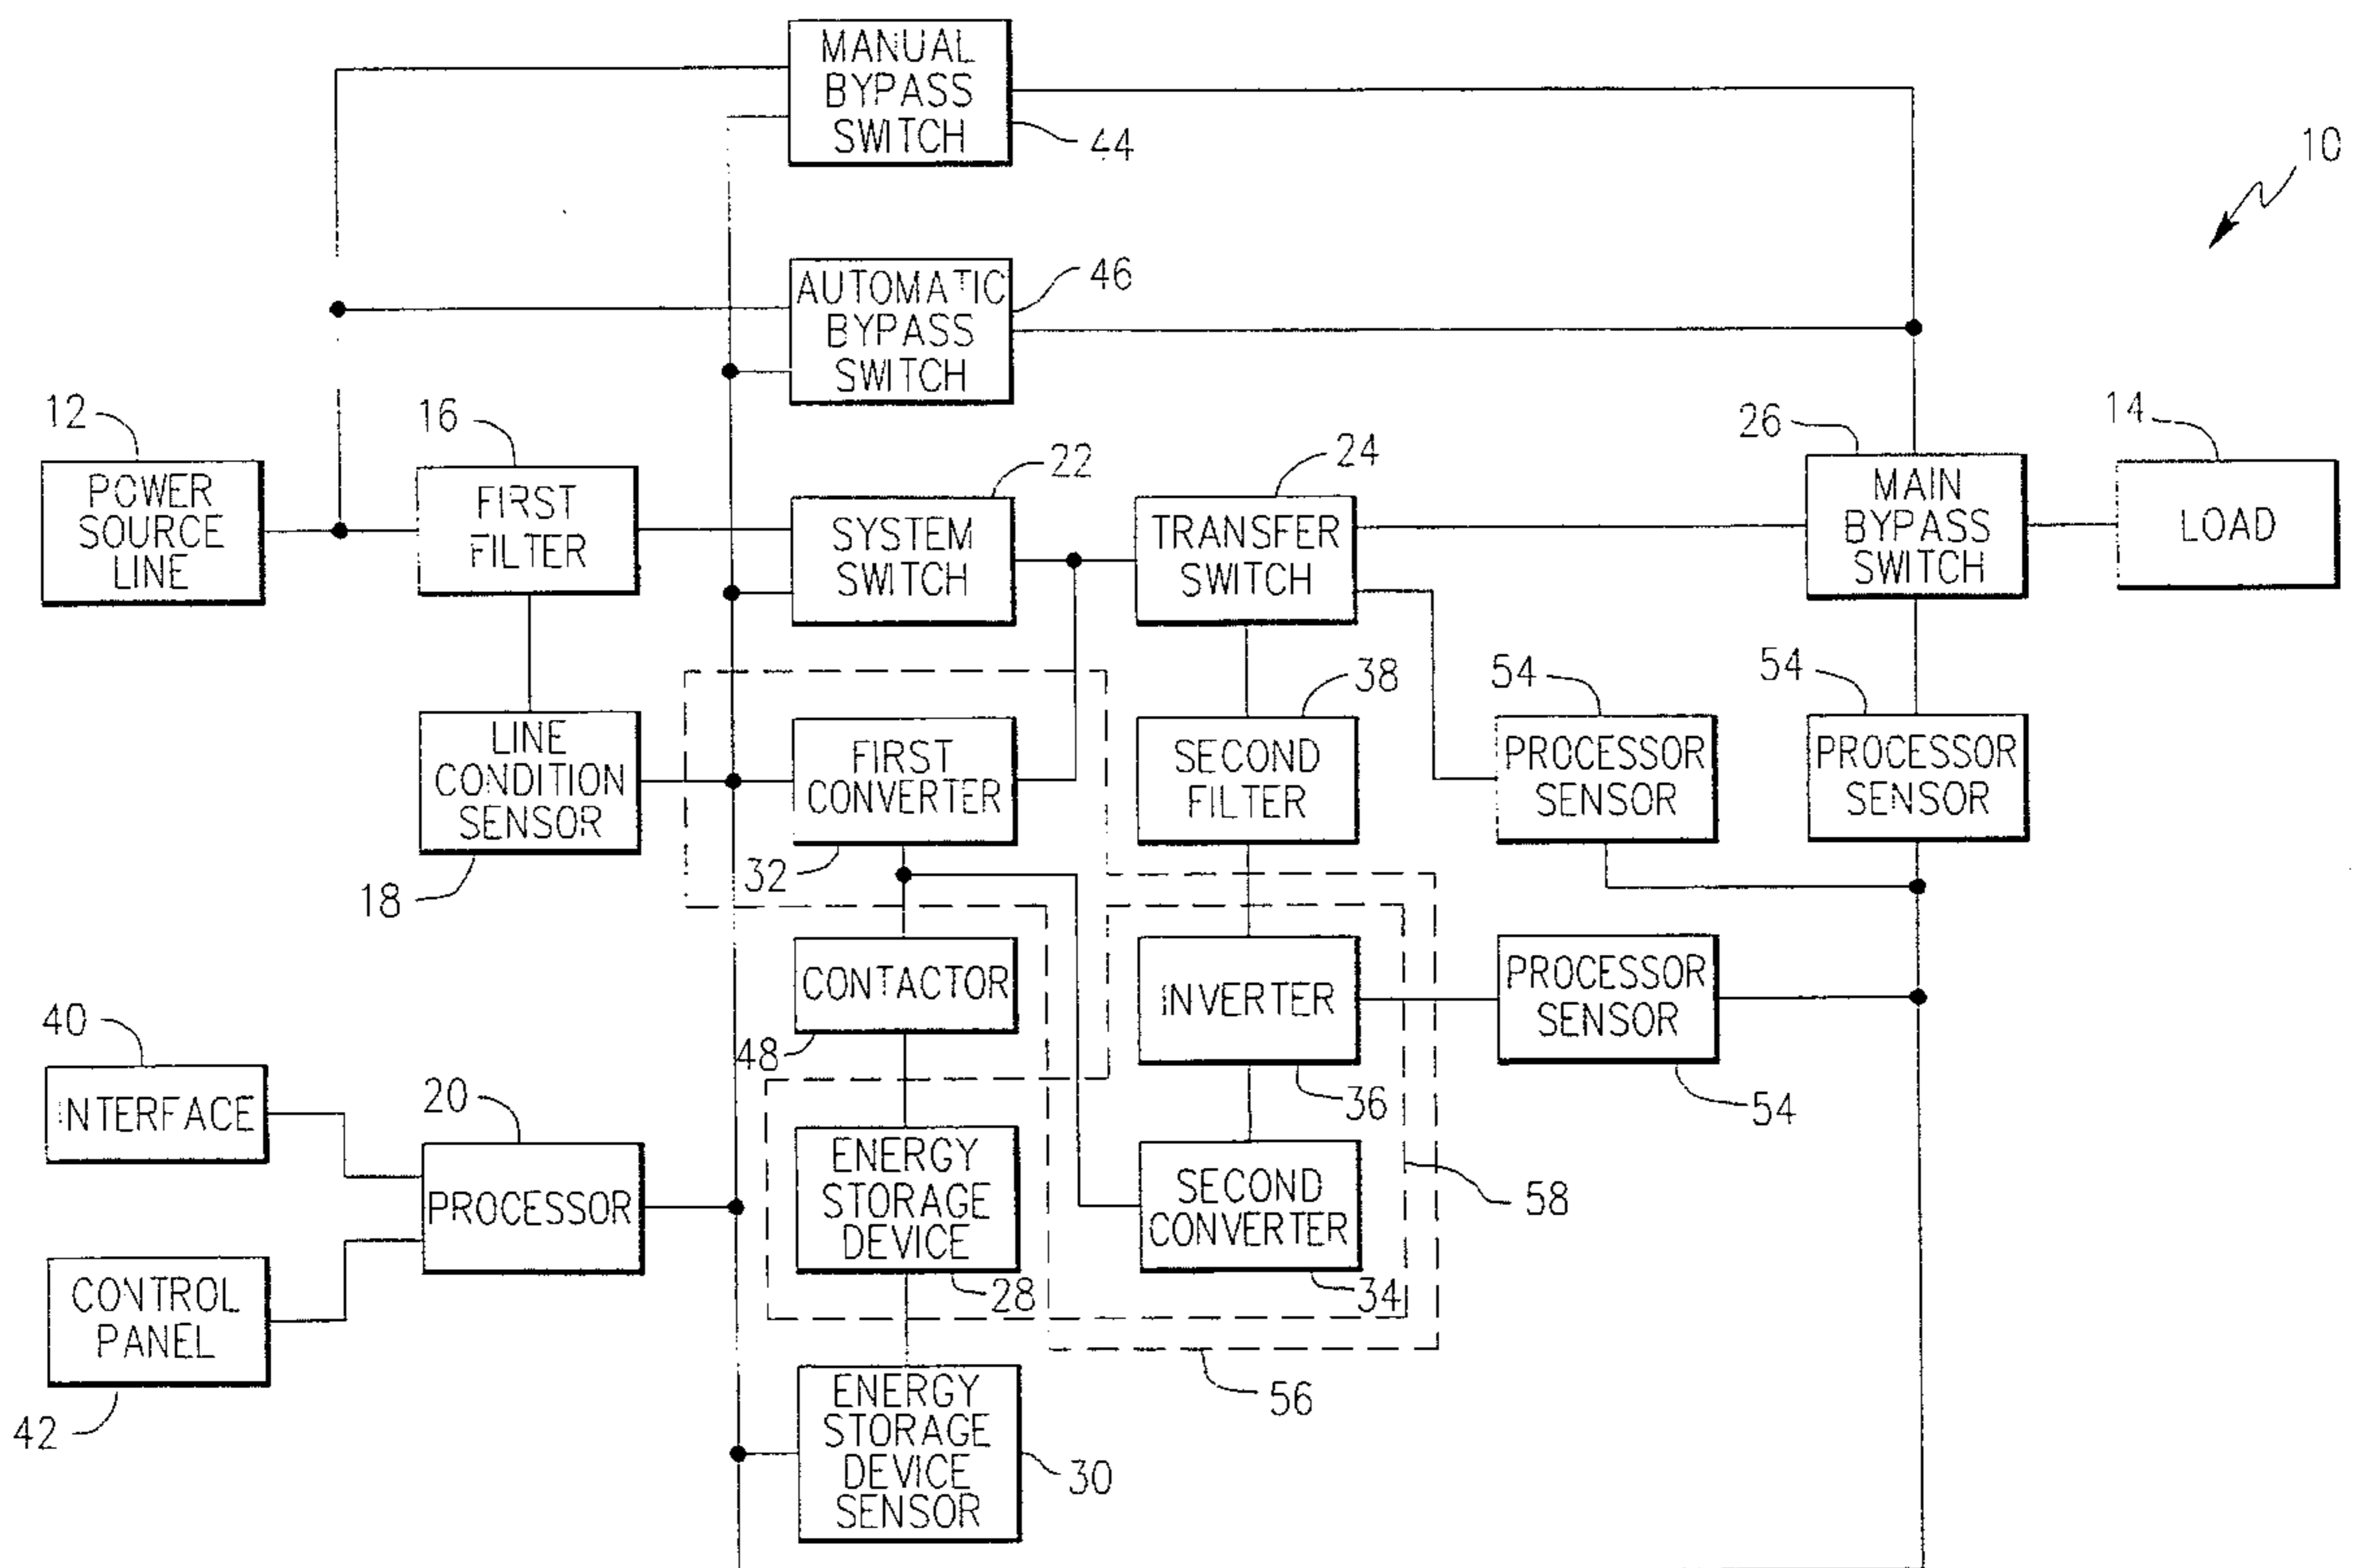 MANUAL
BYPASS
SWITCH
44
10
AUTOMATIC
BYPASS
SWITCH
46
12
POWER
SOURCE
LINE
16
FIRST
FILTER
22
SYSTEM
SWITCH
24
TRANSFER
SWITCH
26
MAIN
BYPASS
SWITCH
14
LOAD
LINE
CONDITION
SENSOR
18
FIRST
CONVERTER
32
38
SECOND
FILTER
54
PROCESSOR
SENSOR
54
PROCESSOR
SENSOR
CONTACTOR
48
INVERTER
36
PROCESSOR
SENSOR
54
40
INTERFACE
20
PROCESSOR
ENERGY
STORAGE
DEVICE
28
SECOND
CONVERTER
34
58
CONTROL
PANEL
42
56
ENERGY
STORAGE
DEVICE
SENSOR
30